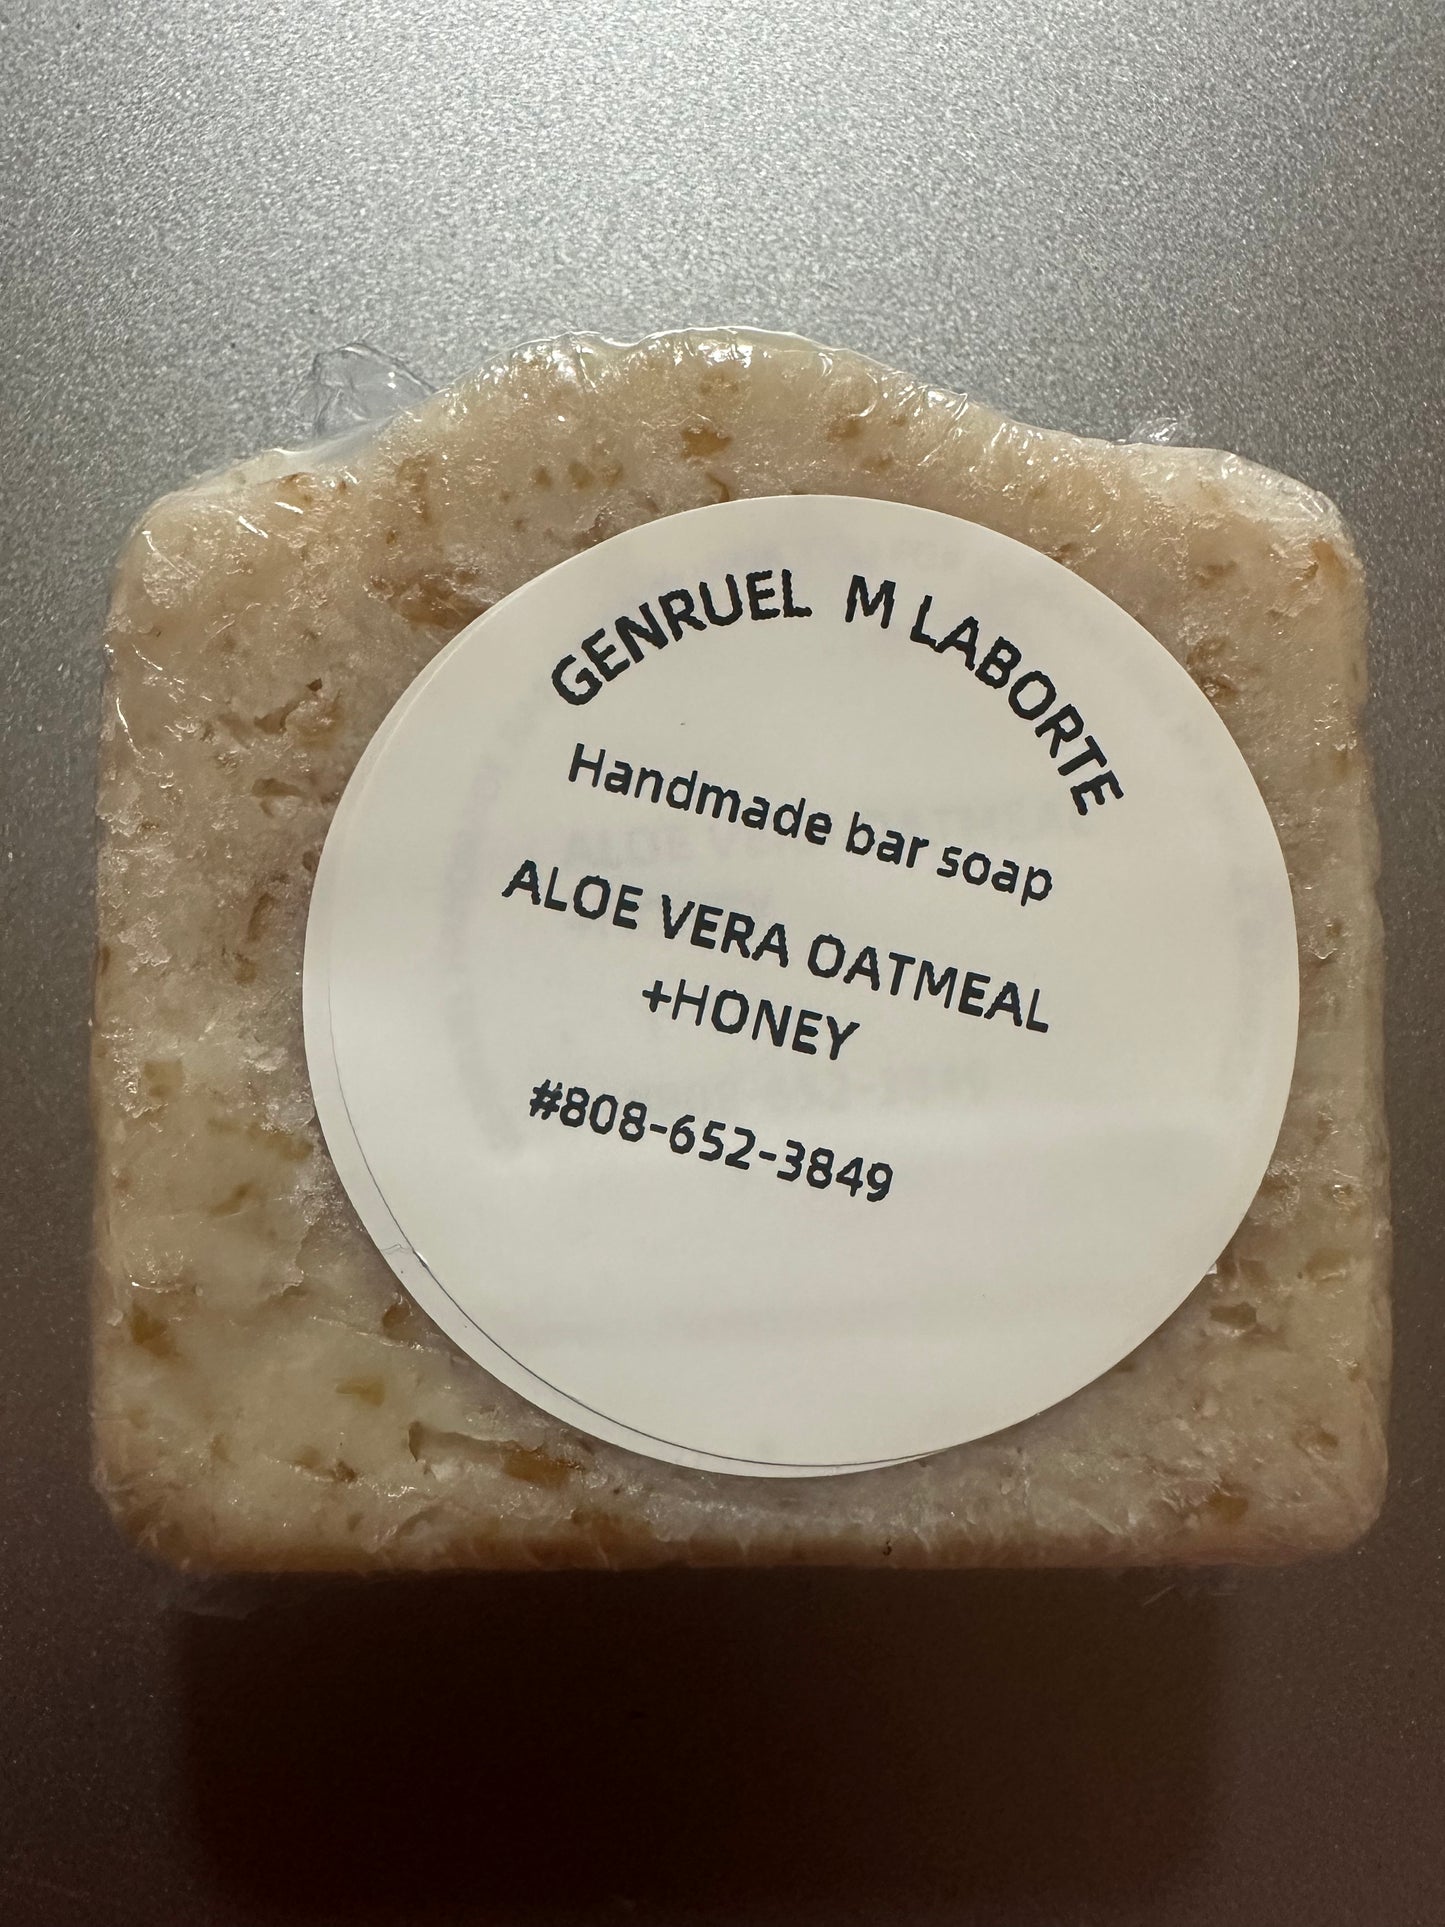 GENRUEL M LABORTE
Handmade bar soap
ALOE VERA OATMEAL
+HONEY
#808-652-3849